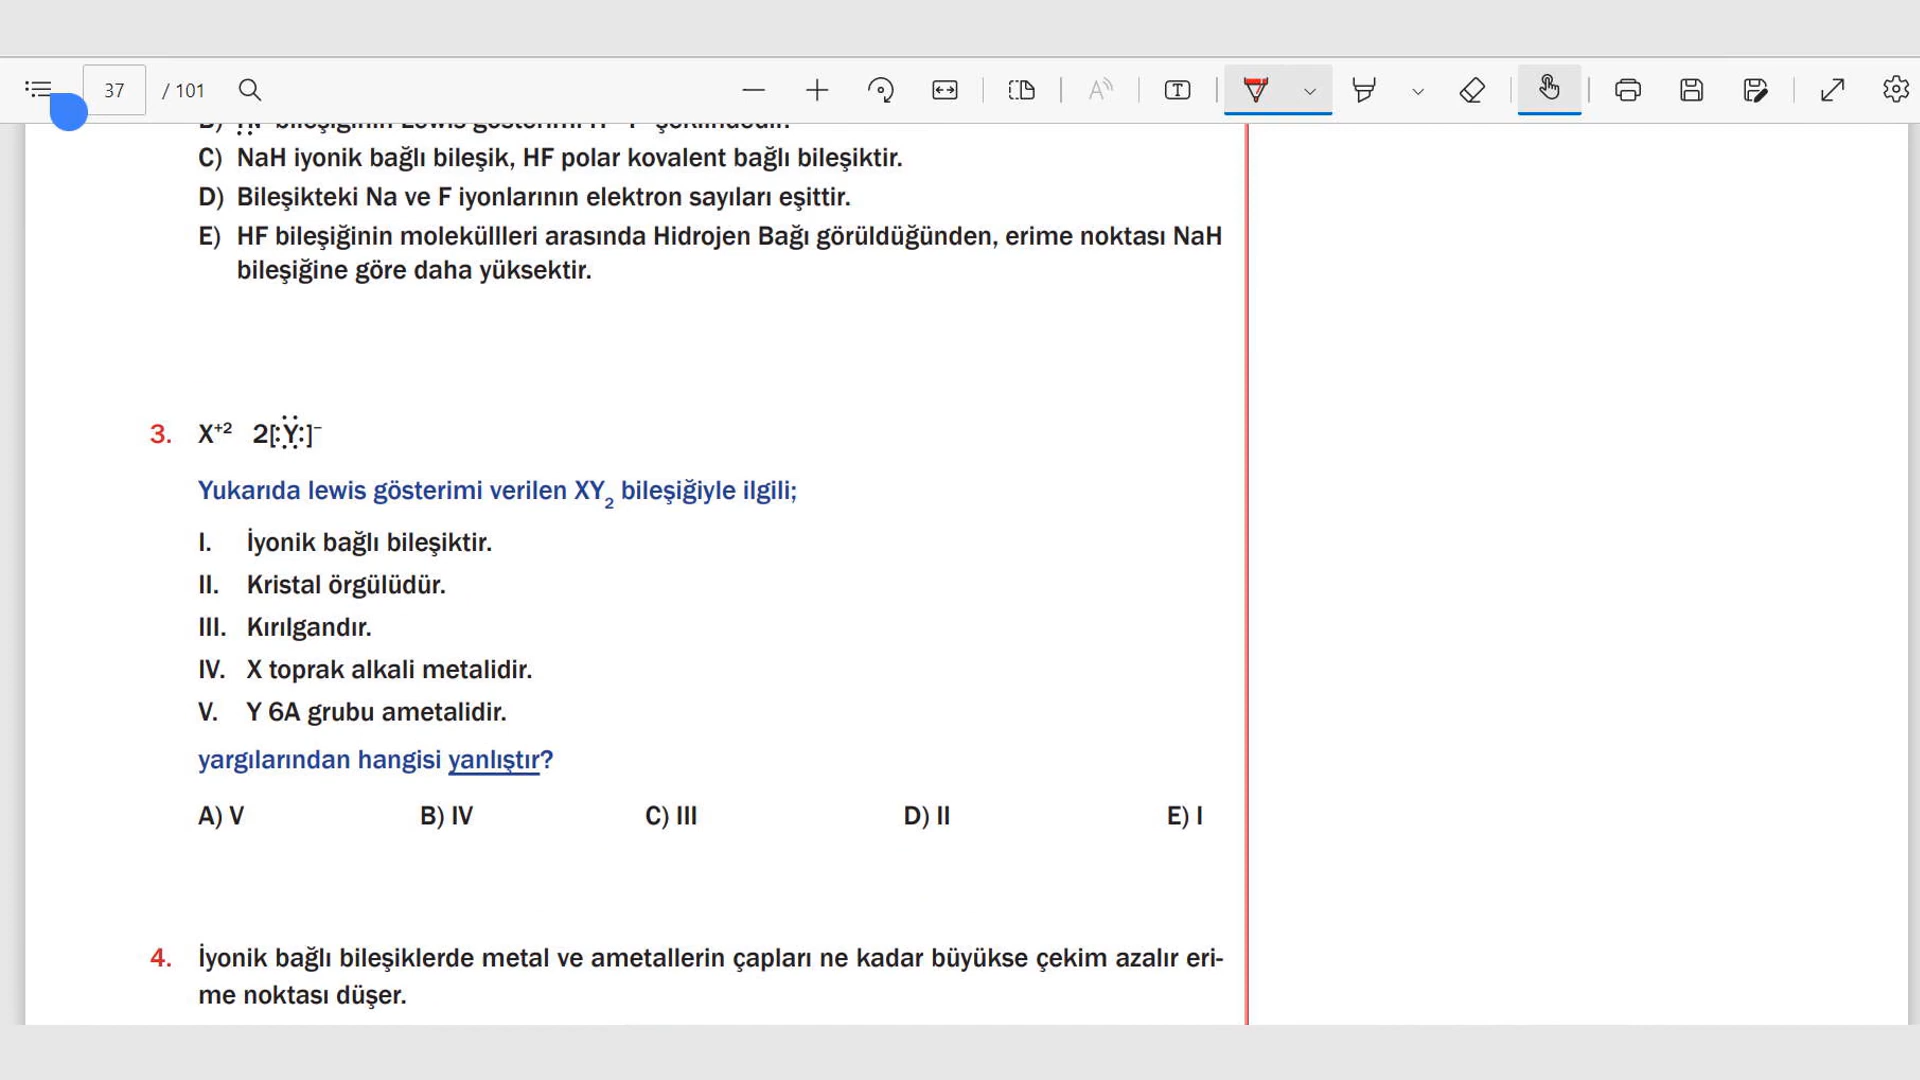 37 / 101
C) NaH iyonik bağlı bileşik, HF polar kovalent bağlı bileşiktir.
D) Bileşikteki Na ve F iyonlarının elektron sayıları eşittir.
E) HF bileşiğinin molekülleri arasında Hidrojen Bağı görüldüğünden, erime noktası NaH
bileşiğine göre daha yüksektir.
3. X⁺² 2[:Ÿ:]⁻
Yukarıda lewis gösterimi verilen XY₂ bileşiğiyle ilgili;
I. İyonik bağlı bileşiktir.
II. Kristal örgülüdür.
III. Kırılgandır.
IV. X toprak alkali metalidir.
V. Y 6A grubu ametalidir.
yargılarından hangisi yanlıştır?
A) V B) IV C) III D) II E) I
4. İyonik bağlı bileşiklerde metal ve ametallerin çapları ne kadar büyükse çekim azalır eri-
me noktası düşer.